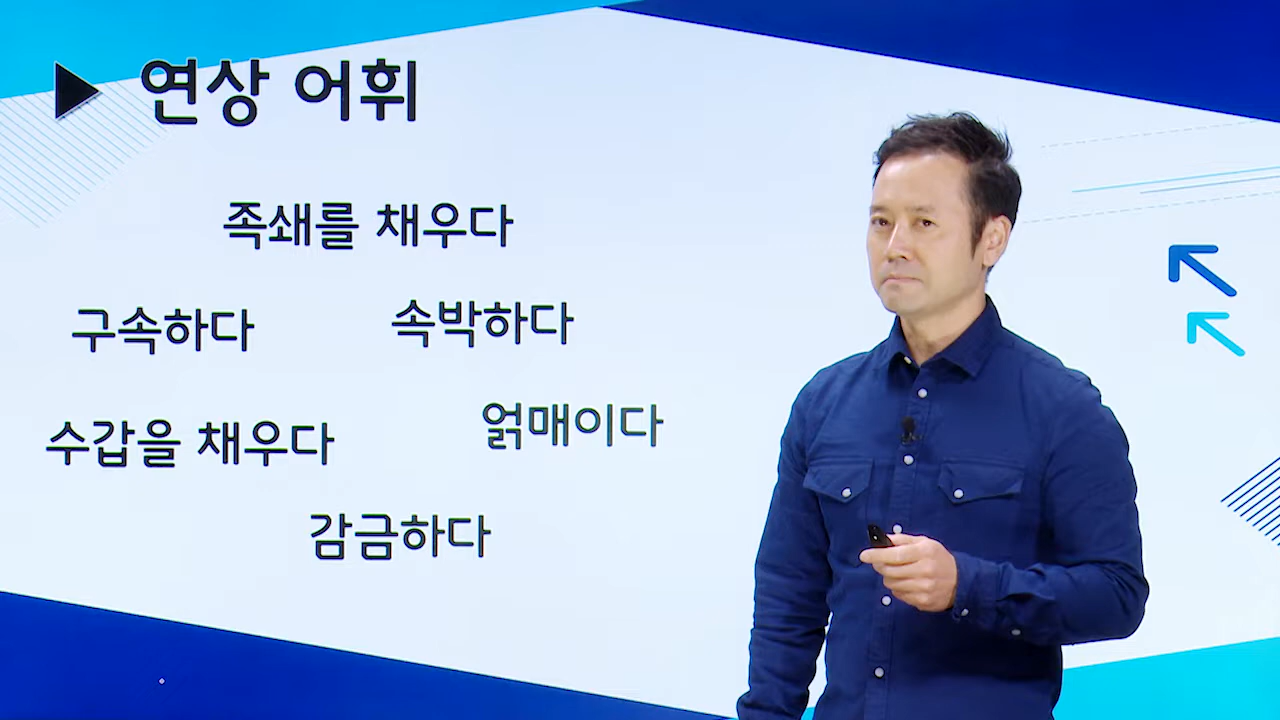 연상 어휘
족쇄를 채우다
구속하다
속박하다
수갑을 채우다
얽매이다
감금하다